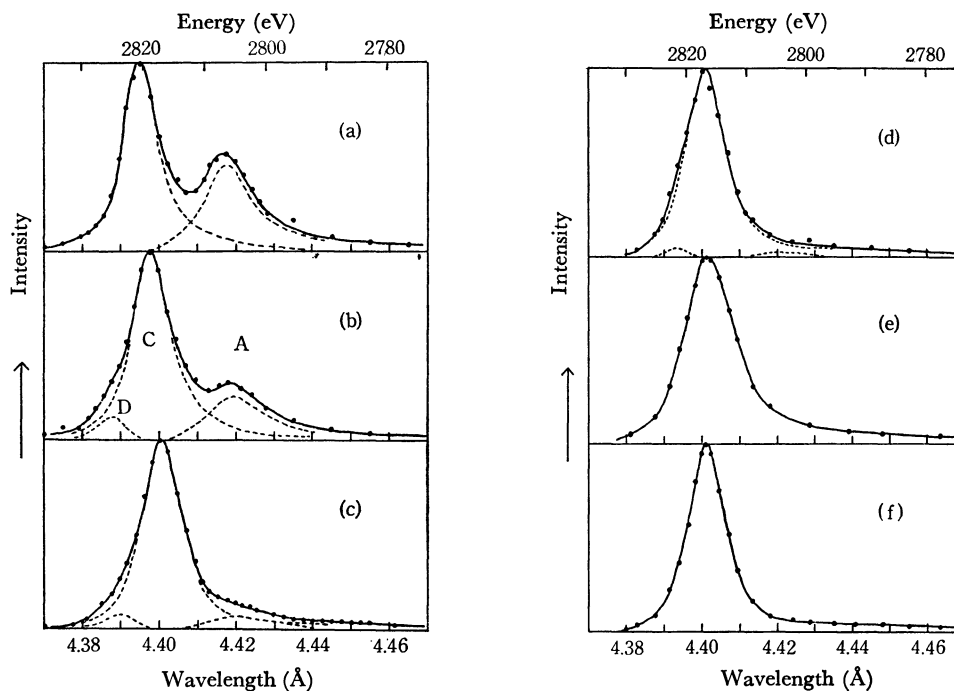 Energy (eV)
2820 2800 2780
Intensity
(a)
(b)
C
A
D
(c)
4.38 4.40 4.42 4.44 4.46
Wavelength (Å)
Energy (eV)
2820 2800 2780
Intensity
(d)
(e)
(f)
4.38 4.40 4.42 4.44 4.46
Wavelength (Å)